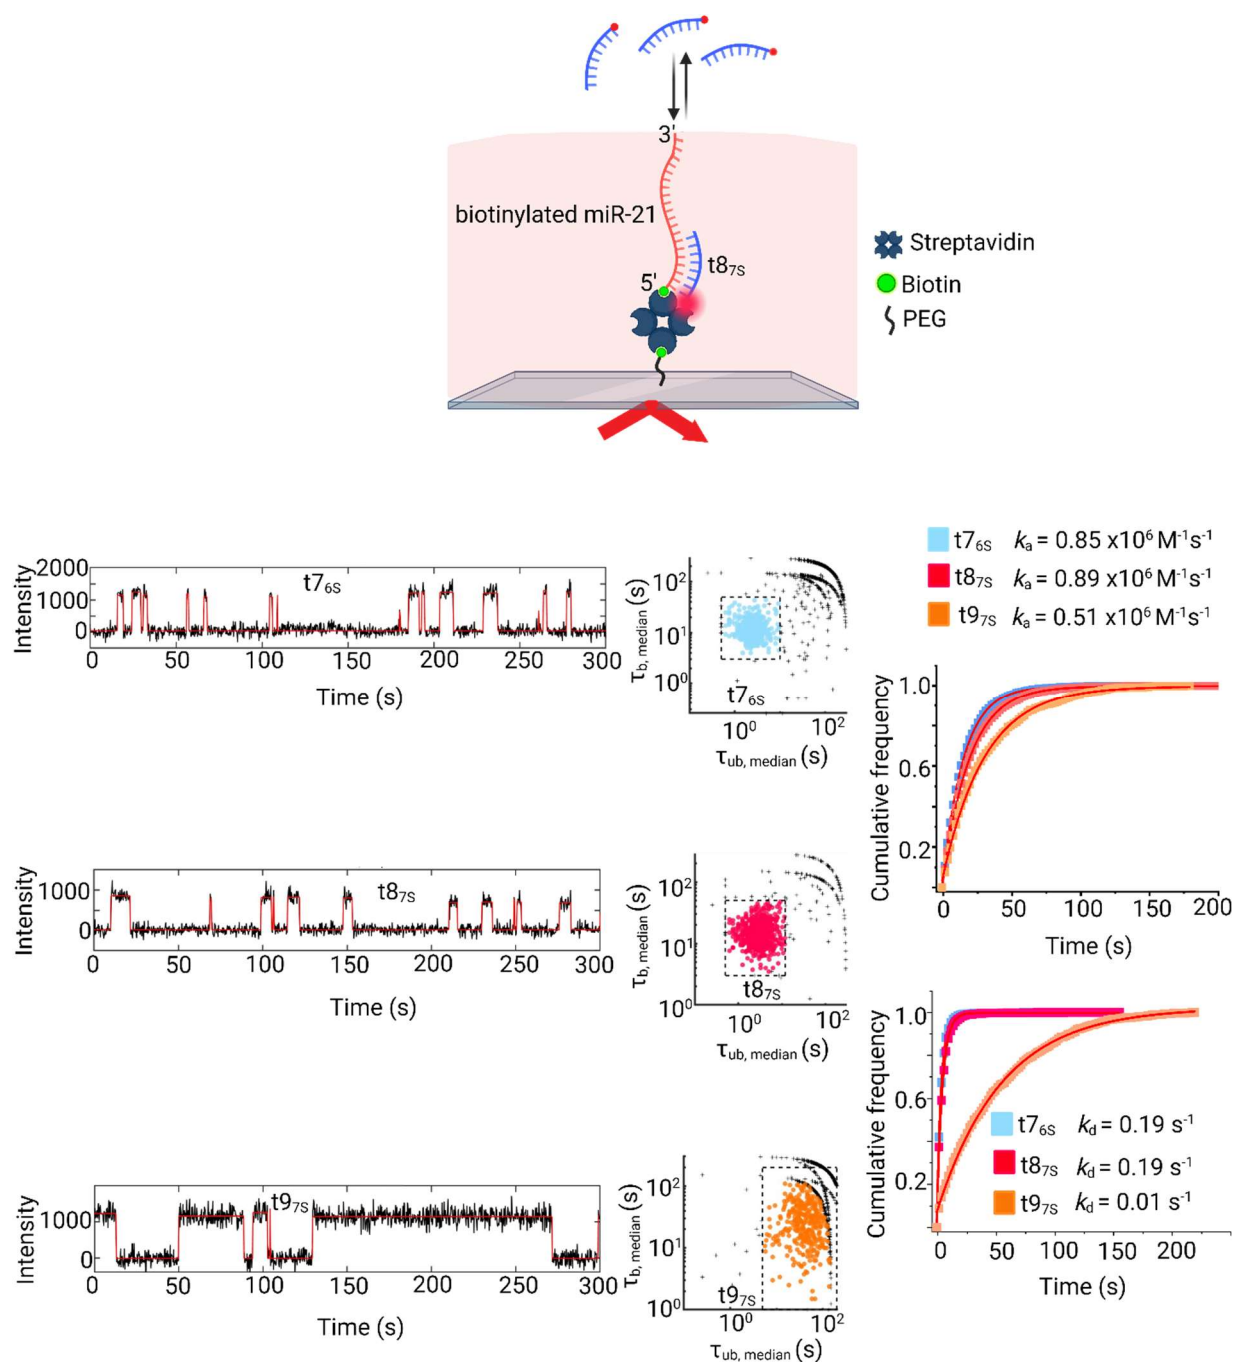 3'
biotinylated miR-21
t8₇S
5'
Streptavidin
Biotin
PEG
t7₆S kₐ = 0.85 x10⁶ M⁻¹s⁻¹
t8₇S kₐ = 0.89 x10⁶ M⁻¹s⁻¹
t9₇S kₐ = 0.51 x10⁶ M⁻¹s⁻¹
Intensity
2000
1000
0
t7₆S
0 50 100 150 200 250 300
Time (s)
τb, median (s)
10²
10¹
10⁰
t7₆S
10⁰ 10²
τub, median (s)
Cumulative frequency
1.0
0.6
0.2
0 50 100 150 200
Time (s)
Intensity
1000
0
t8₇S
0 50 100 150 200 250 300
Time (s)
τb, median (s)
10²
10¹
10⁰
t8₇S
10⁰ 10²
τub, median (s)
Cumulative frequency
1.0
0.6
0.2
t7₆S kd = 0.19 s⁻¹
t8₇S kd = 0.19 s⁻¹
t9₇S kd = 0.01 s⁻¹
0 50 100 150 200
Time (s)
Intensity
1000
0
t9₇S
0 50 100 150 200 250 300
Time (s)
τb, median (s)
10²
10¹
10⁰
t9₇S
10⁰ 10²
τub, median (s)